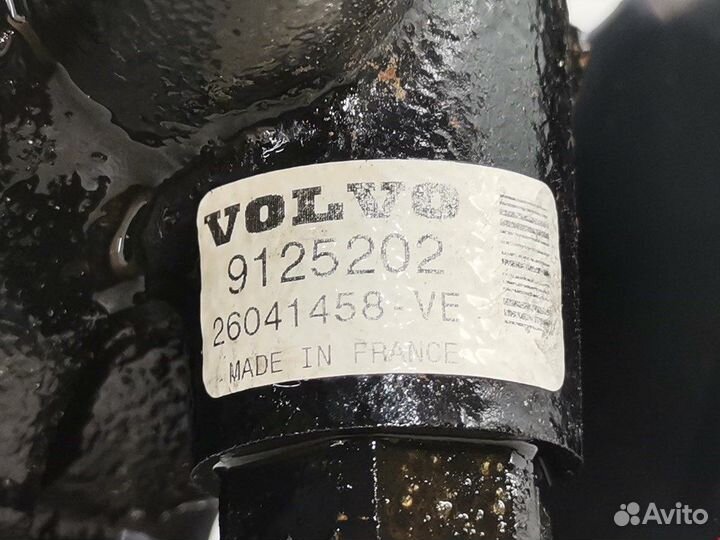 VOLVO
9125202
26041458-VE
MADE IN FRANCE
Avito